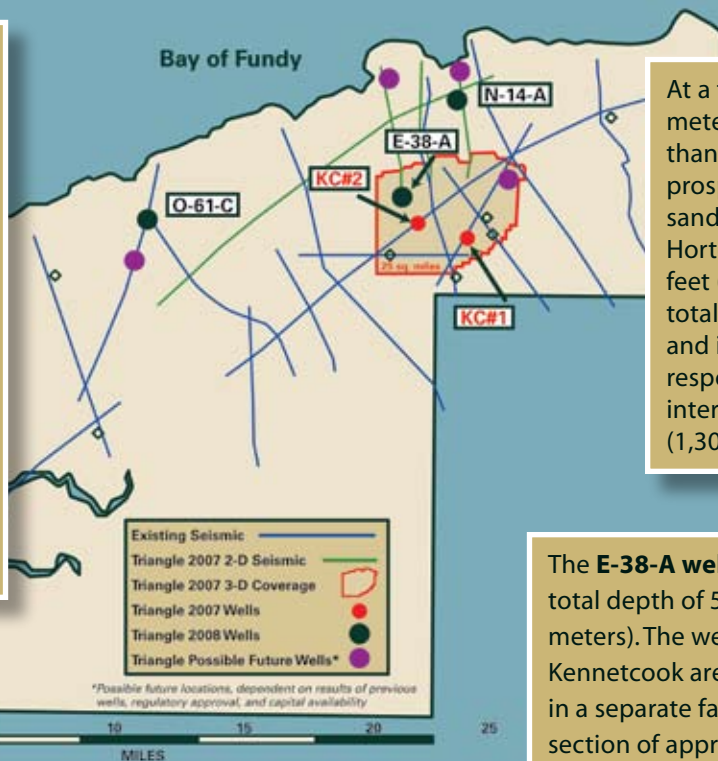 Bay of Fundy
N-14-A
E-38-A
KC#2
O-61-C
25 sq. miles
KC#1
Existing Seismic
Triangle 2007 2-D Seismic
Triangle 2007 3-D Coverage
Triangle 2007 Wells
Triangle 2008 Wells
Triangle Possible Future Wells*
*Possible future locations, dependent on results of previous
wells, regulatory approval, and capital availability
10 15 20 25
MILES
At a
mete
than
pros
sand
Hort
feet
total
and i
respo
inter
(1,30
The E-38-A we
total depth of 5
meters). The we
Kennetcook are
in a separate fa
section of appr